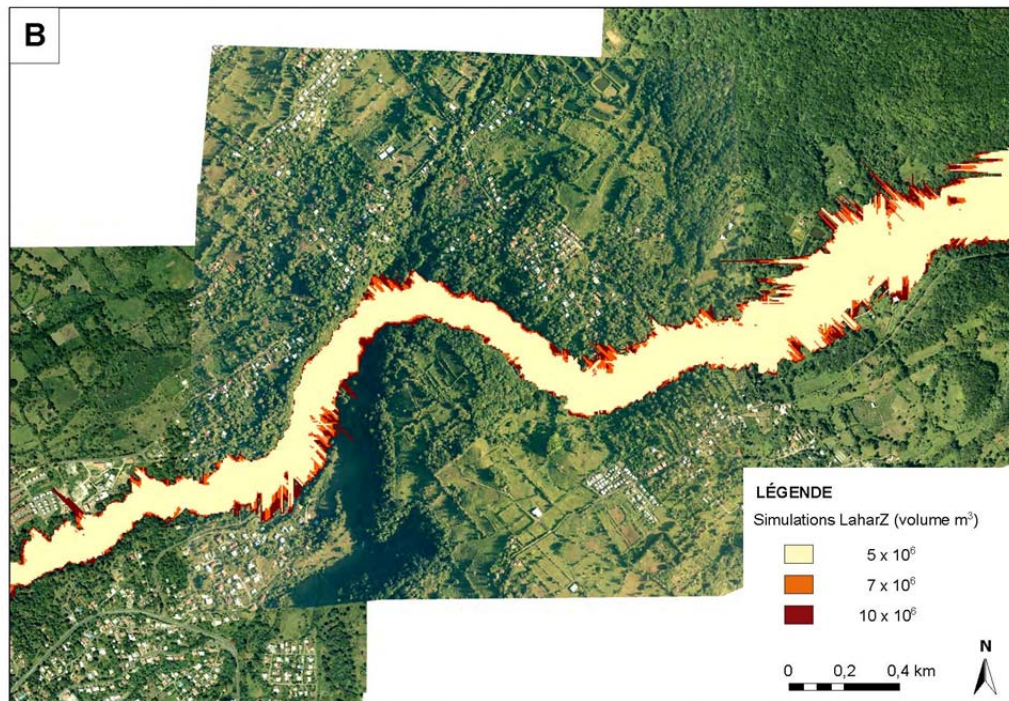 B
LÉGENDE
Simulations LaharZ (volume m³)
5 x 10⁶
7 x 10⁶
10 x 10⁶
0 0,2 0,4 km
N